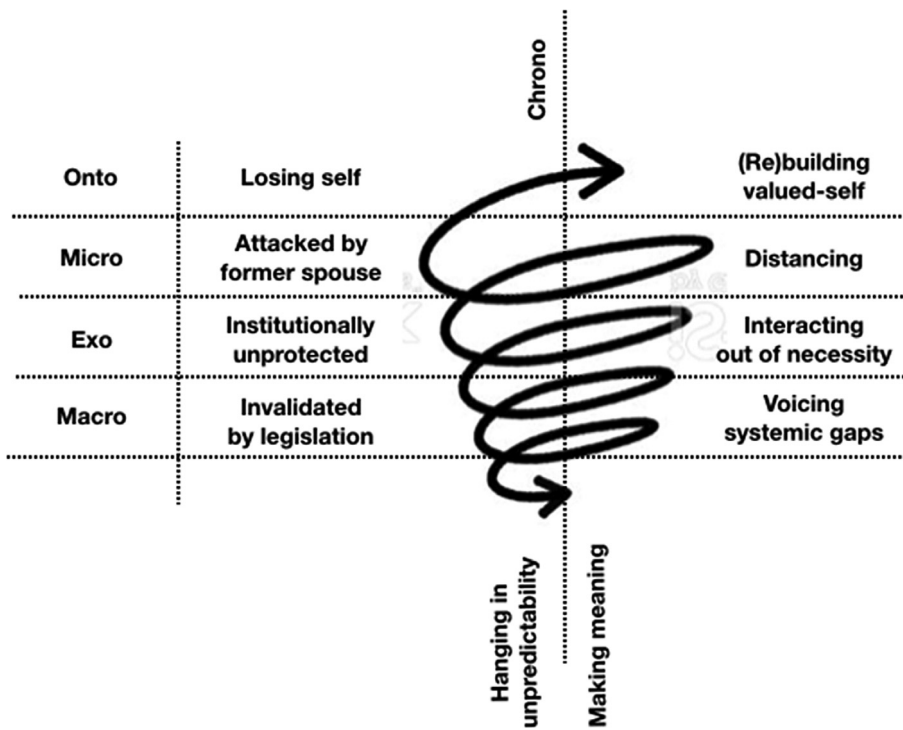 Chrono
Onto
Losing self
(Re)building
valued-self
Micro
Attacked by
former spouse
Distancing
Exo
Institutionally
unprotected
Interacting
out of necessity
Macro
Invalidated
by legislation
Voicing
systemic gaps
Hanging in
unpredictability
Making meaning